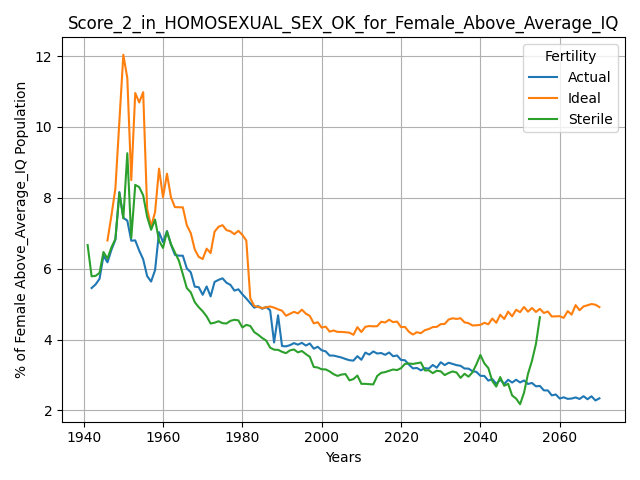 Score_2_in_HOMOSEXUAL_SEX_OK_for_Female_Above_Average_IQ
% of Female Above_Average_IQ Population
12
10
8
6
4
2
Fertility
Actual
Ideal
Sterile
1940 1960 1980 2000 2020 2040 2060
Years